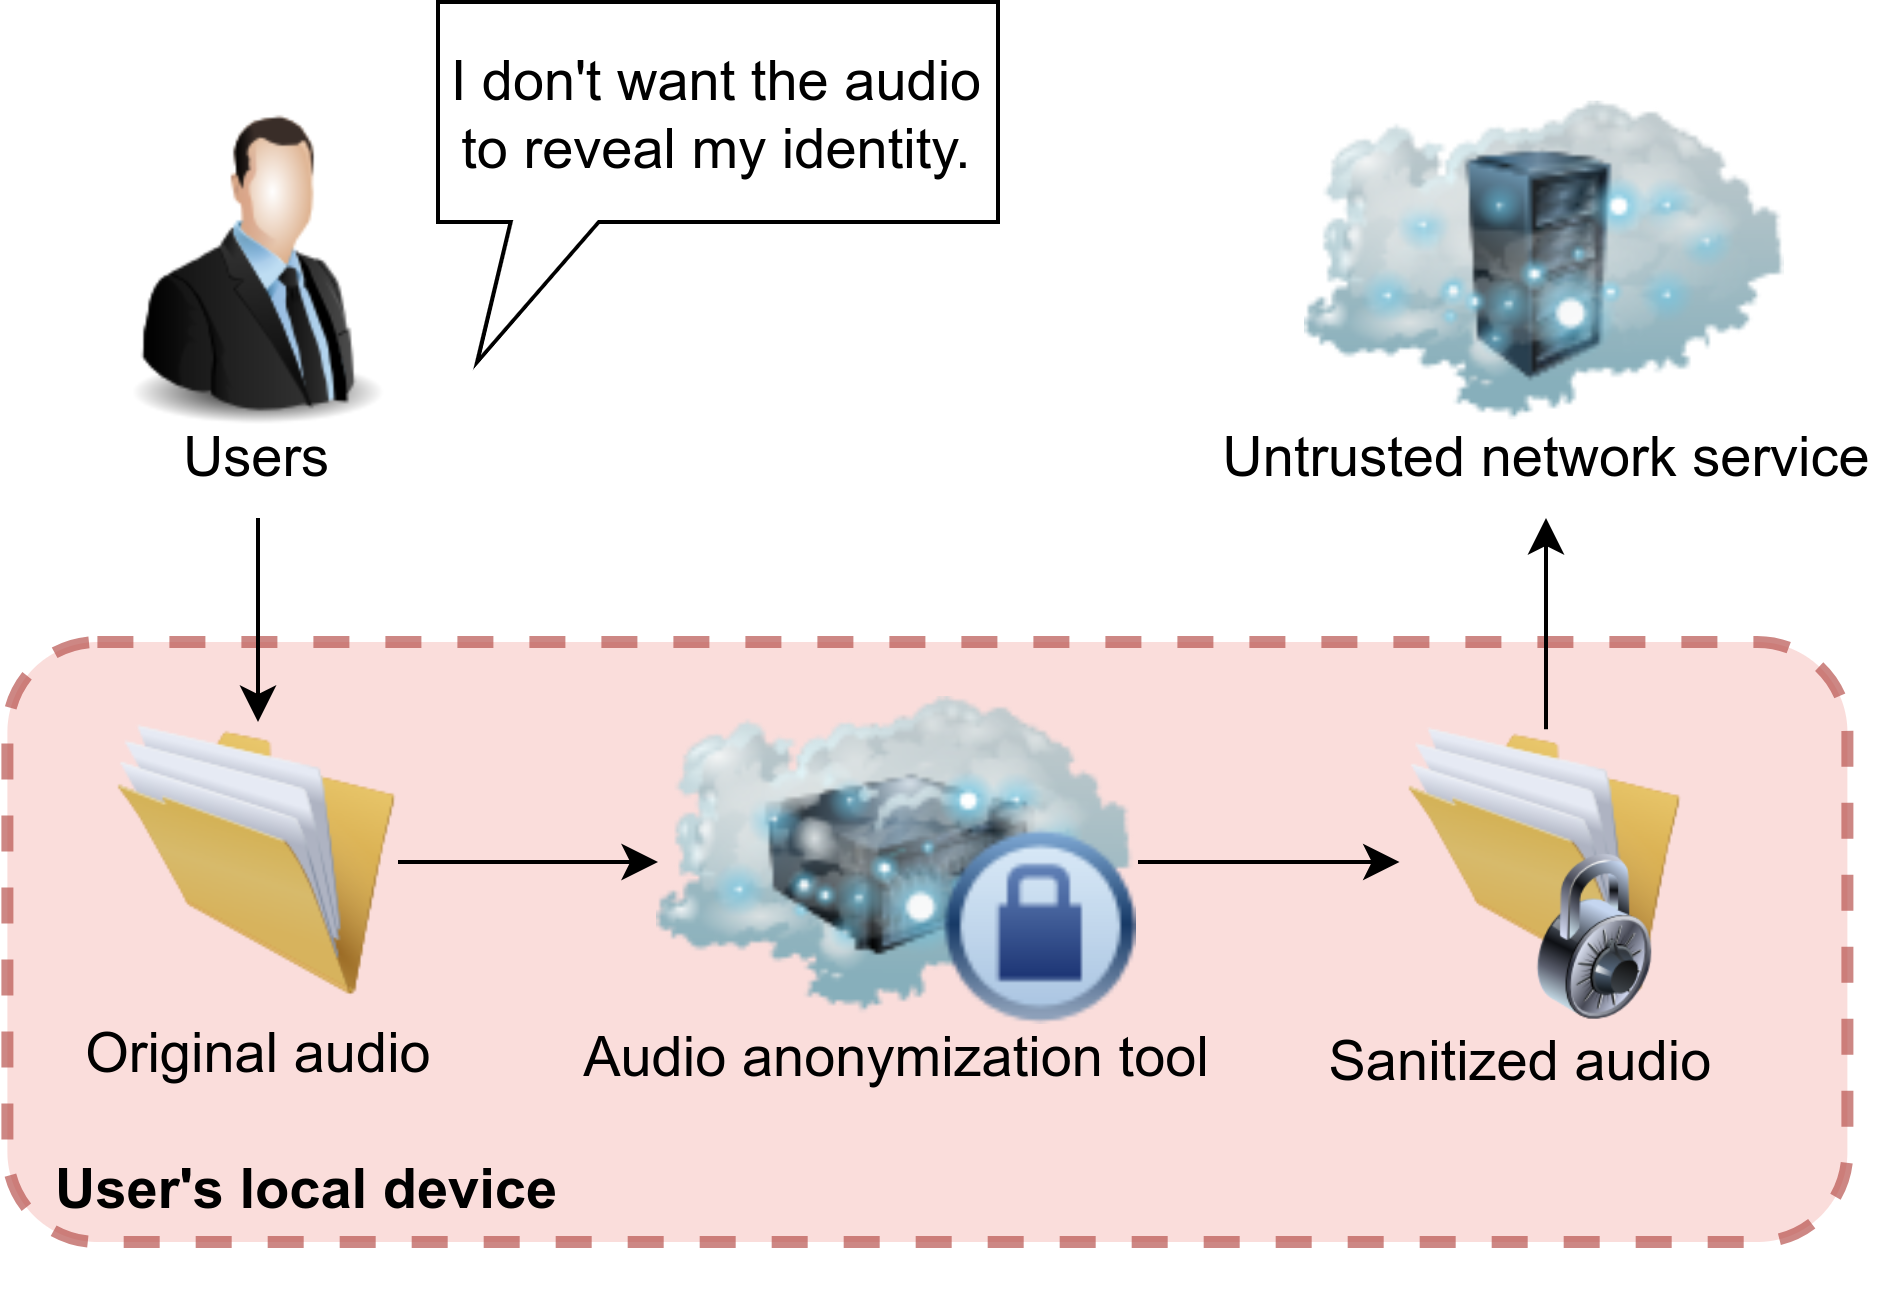 I don't want the audio
to reveal my identity.
Users
Untrusted network service
Original audio
Audio anonymization tool
Sanitized audio
User's local device